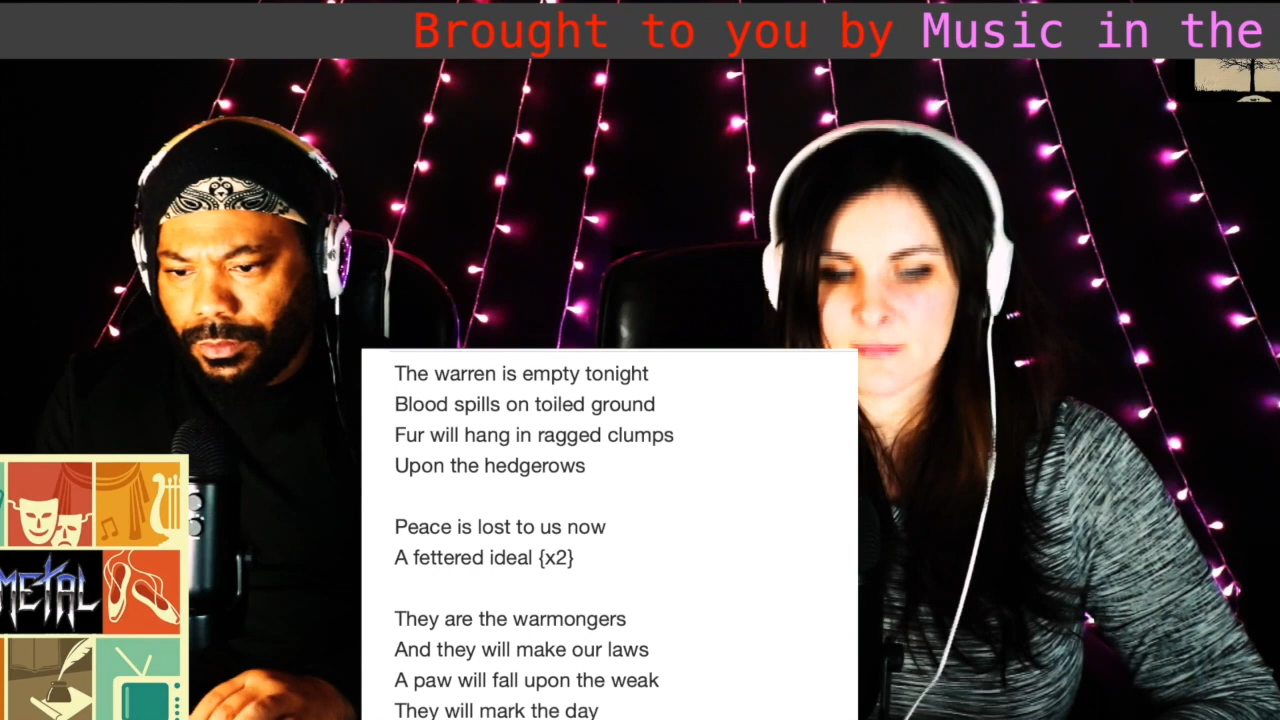 Brought to you by Music in the
The warren is empty tonight
Blood spills on toiled ground
Fur will hang in ragged clumps
Upon the hedgerows
Peace is lost to us now
A fettered ideal {x2}
They are the warmongers
And they will make our laws
A paw will fall upon the weak
They will mark the day
METAL